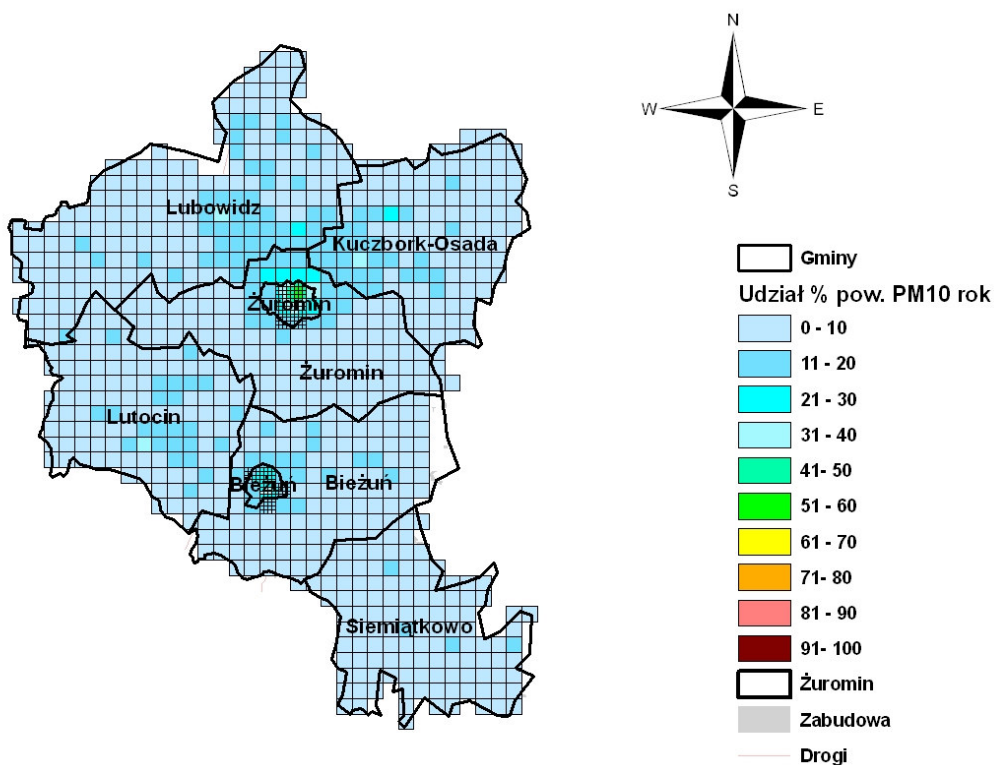 N
W
E
S
Lubowidz
Kuczbork-Osada
Żuromin
Żuromin
Lutocin
Bieżuń
Bieżuń
Siemiątkowo
Gminy
Udział % pow. PM10 rok
0 - 10
11 - 20
21 - 30
31 - 40
41- 50
51 - 60
61 - 70
71- 80
81 - 90
91- 100
Żuromin
Zabudowa
Drogi